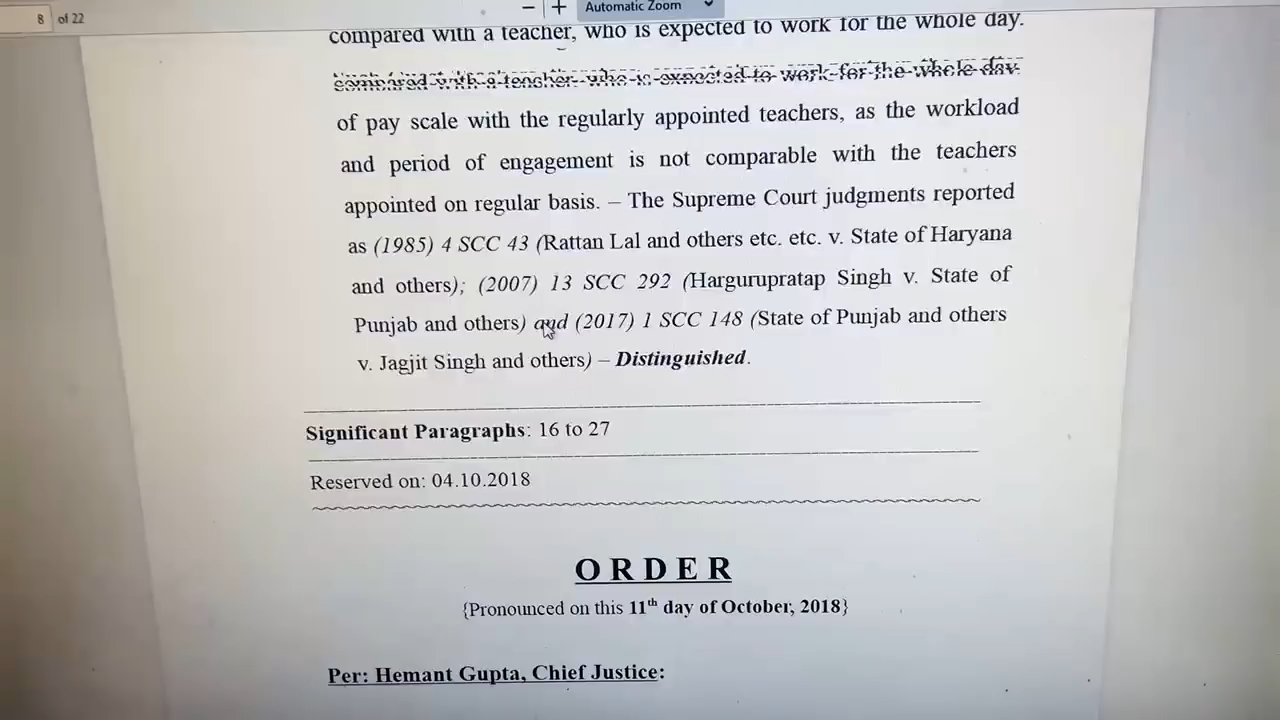 8 of 22
− + Automatic Zoom
compared with a teacher, who is expected to work for the whole day.
of pay scale with the regularly appointed teachers, as the workload
and period of engagement is not comparable with the teachers
appointed on regular basis. – The Supreme Court judgments reported
as (1985) 4 SCC 43 (Rattan Lal and others etc. etc. v. State of Haryana
and others); (2007) 13 SCC 292 (Hargurupratap Singh v. State of
Punjab and others) and (2017) 1 SCC 148 (State of Punjab and others
v. Jagjit Singh and others) – Distinguished.
Significant Paragraphs: 16 to 27
Reserved on: 04.10.2018
ORDER
{Pronounced on this 11th day of October, 2018}
Per: Hemant Gupta, Chief Justice: